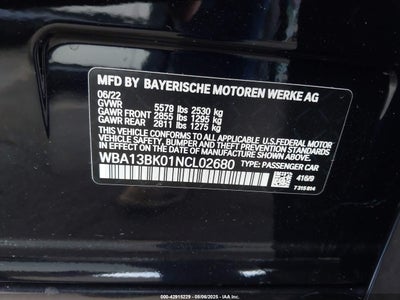 MFD BY BAYERISCHE MOTOREN WERKE AG
06/22
GVWR 5578 lbs 2530 kg
GAWR FRONT 2855 lbs 1295 kg
GAWR REAR 2811 lbs 1275 kg
THIS VEHICLE CONFORMS TO ALL APPLICABLE U.S.FEDERAL MOTOR
VEHICLE SAFETY, BUMPER, AND THEFT PREVENTION STANDARDS IN
EFFECT ON THE DATE OF MANUFACTURE SHOWN ABOVE.
WBA13BK01NCL02680 TYPE: PASSENGER CAR
416/9
7315814
000-42915229 - 05/06/2025 - IAA Vehicle